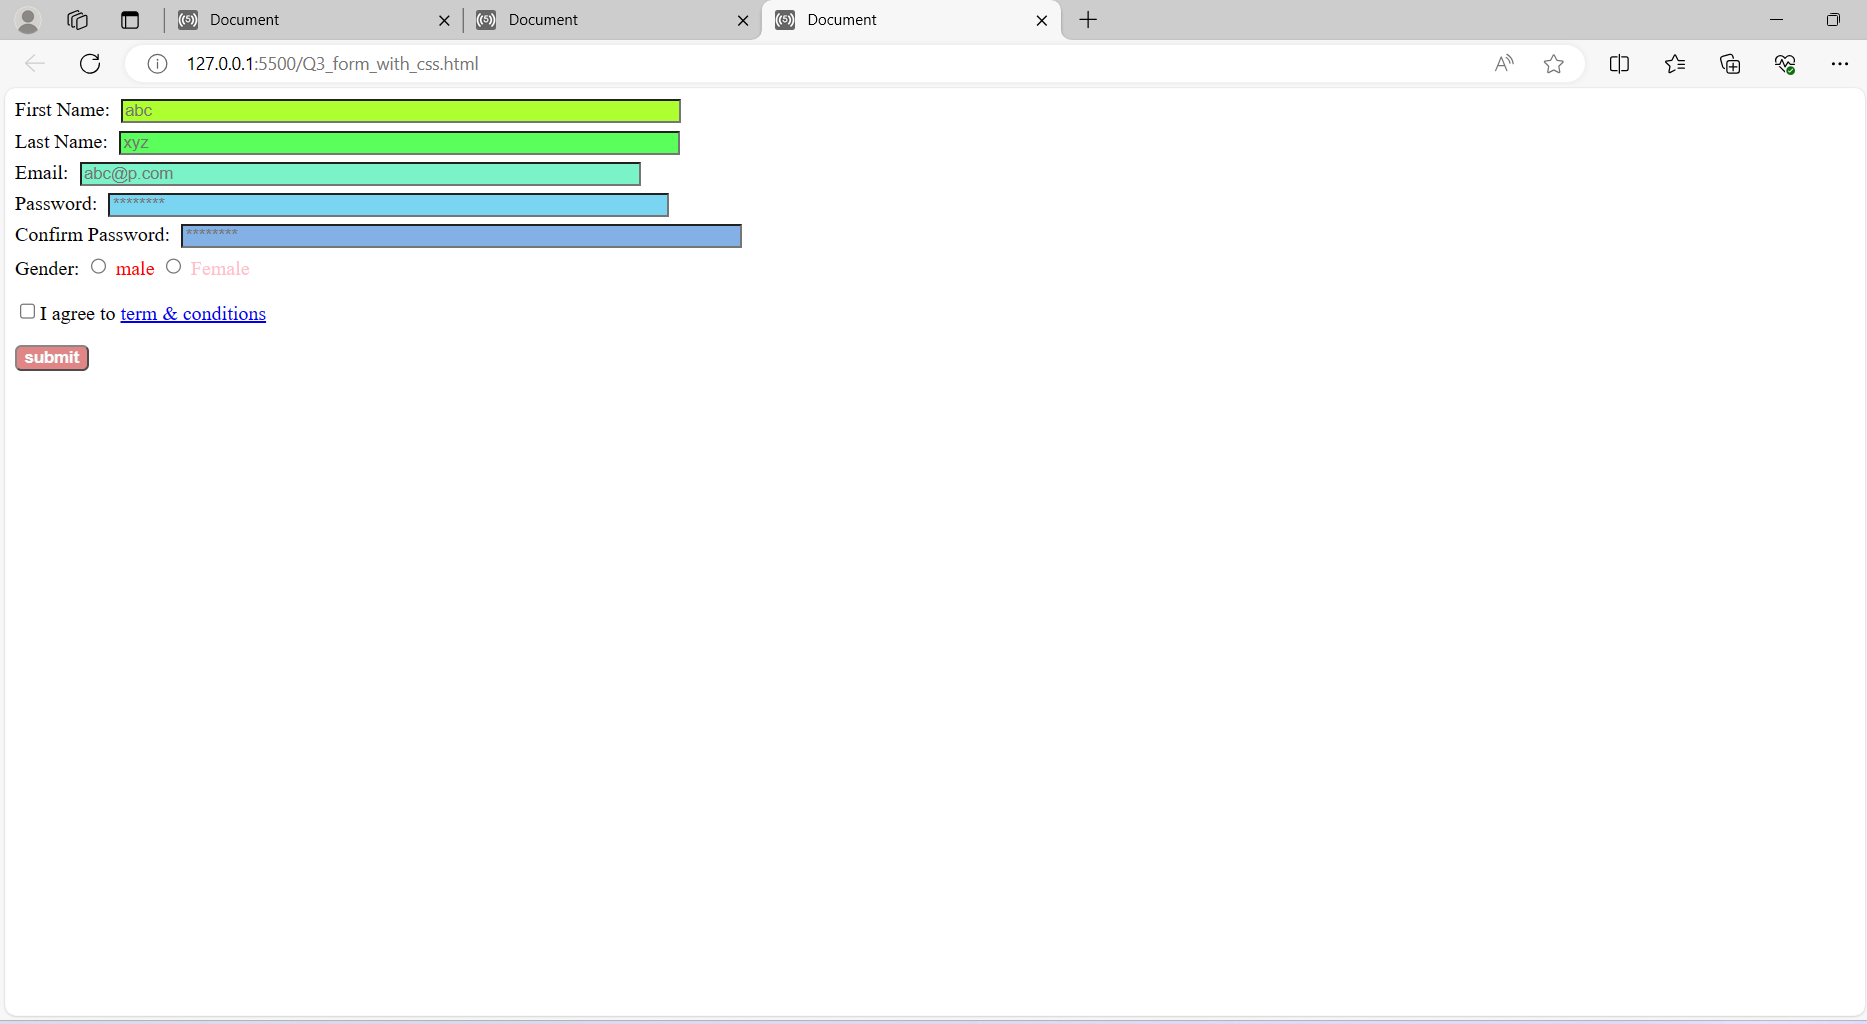 Document
Document
Document
127.0.0.1:5500/Q3_form_with_css.html
First Name: abc
Last Name: xyz
Email: abc@p.com
Password: ********
Confirm Password: ********
Gender: male Female
I agree to term & conditions
submit